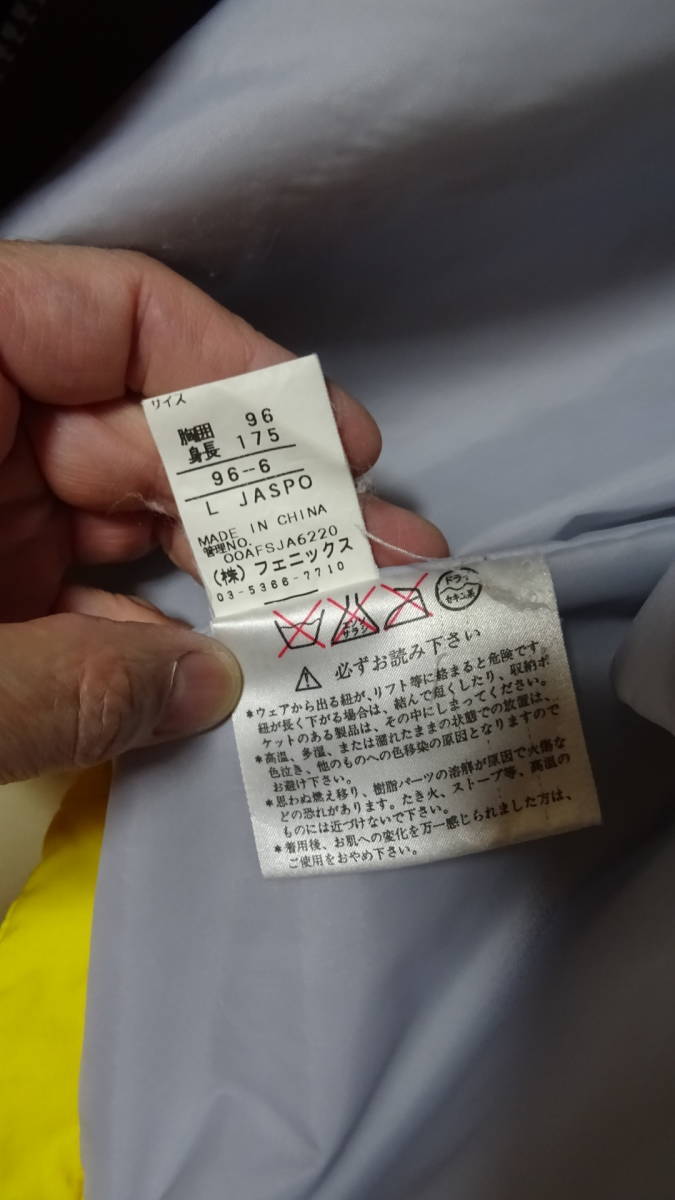 サイズ
胸囲 96
身長 175
96--6
L JASPO
MADE IN CHINA
管理NO.
OOAFSJA6220
(株)フェニックス
03-5366-7710
エンソ
サラシ
ドライ
セキユ系
必ずお読み下さい
*ウェアから出る紐が、リフト等に絡まると危険です。
紐が長く下がる場合は、結んで短くしたり、収納ポ
ケットのある製品は、その中にしまってください。
*高温、多湿、または濡れたままの状態での放置は、
色泣き、他のものへの色移染の原因となりますので
お避け下さい。
*思わぬ燃え移り、樹脂パーツの溶解が原因で火傷な
どの恐れがあります。たき火、ストーブ等、高温の
ものには近づけないで下さい。
*着用後、お肌への変化を万一感じられました方は、
ご使用をおやめ下さい。